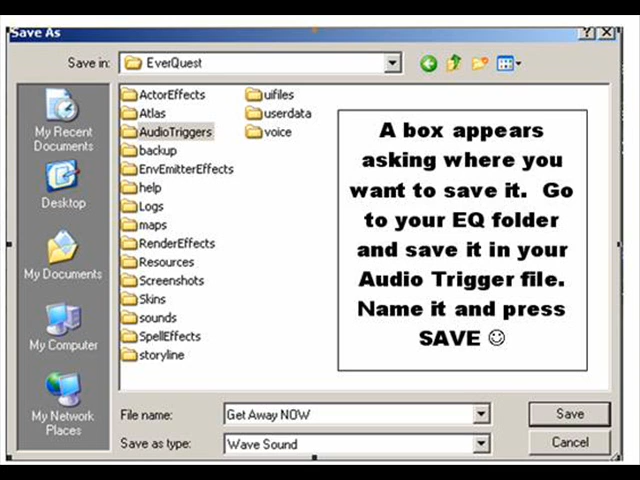 Save As
Save in: EverQuest
My Recent
Documents
Desktop
My Documents
My Computer
My Network
Places
ActorEffects
Atlas
AudioTriggers
backup
EnvEmitterEffects
help
Logs
maps
RenderEffects
Resources
Screenshots
Skins
sounds
SpellEffects
storyline
uifiles
userdata
voice
A box appears
asking where you
want to save it. Go
to your EQ folder
and save it in your
Audio Trigger file.
Name it and press
SAVE ☺
File name: Get Away NOW Save
Save as type: Wave Sound Cancel